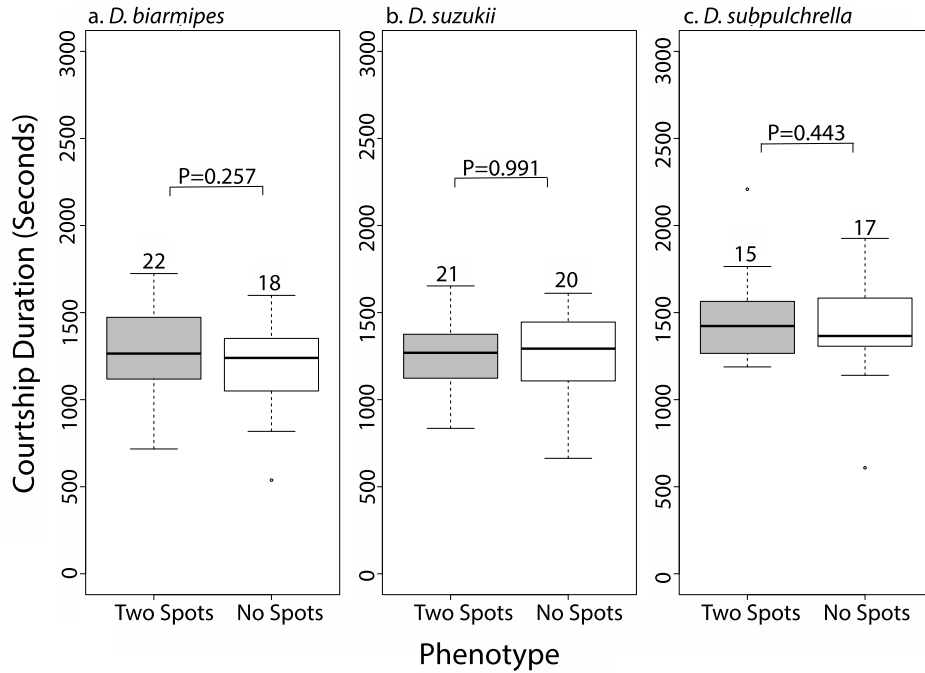 a. D. biarmipes
b. D. suzukii
c. D. subpulchrella
Courtship Duration (Seconds)
3000
2500
2000
1500
1000
500
0
P=0.257
22
18
Two Spots
No Spots
3000
2500
2000
1500
1000
500
0
P=0.991
21
20
Two Spots
No Spots
3000
2500
2000
1500
1000
500
0
P=0.443
15
17
Two Spots
No Spots
Phenotype